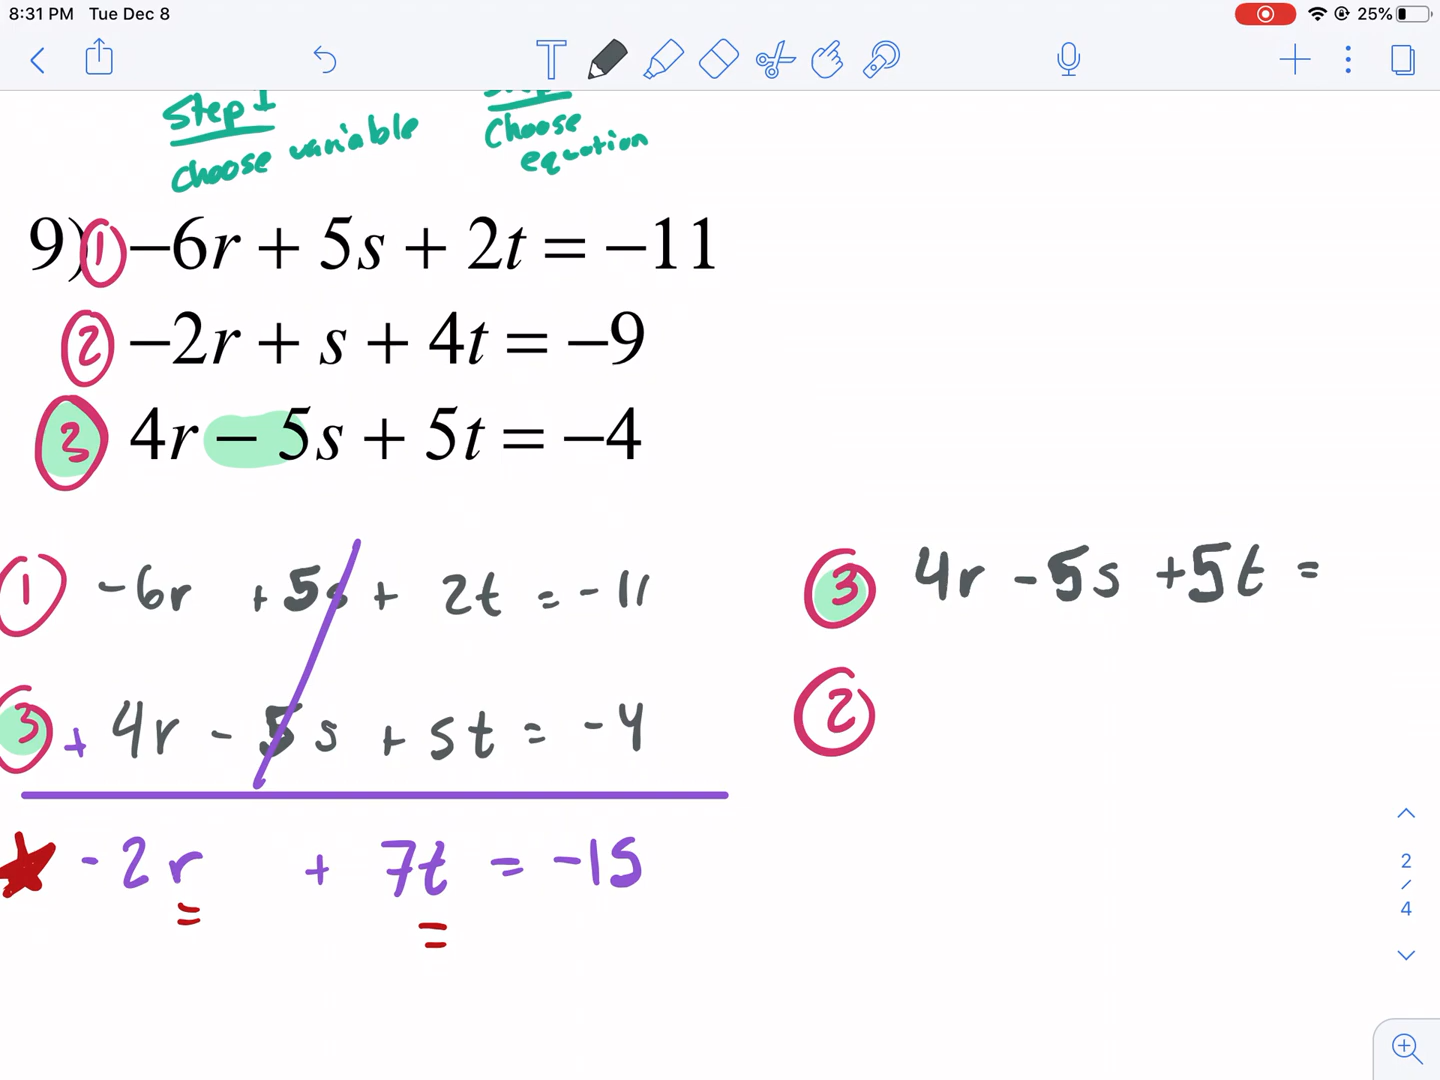 8:31 PM Tue Dec 8
25%
T
Step 1
choose variable
Choose
equation
9) 1 −6r + 5s + 2t = −11
2 −2r + s + 4t = −9
3 4r − 5s + 5t = −4
1 -6r + 5s + 2t = -11
3 + 4r - 5s + 5t = -4
-2r + 7t = -15
3 4r - 5s + 5t =
2
2
/
4